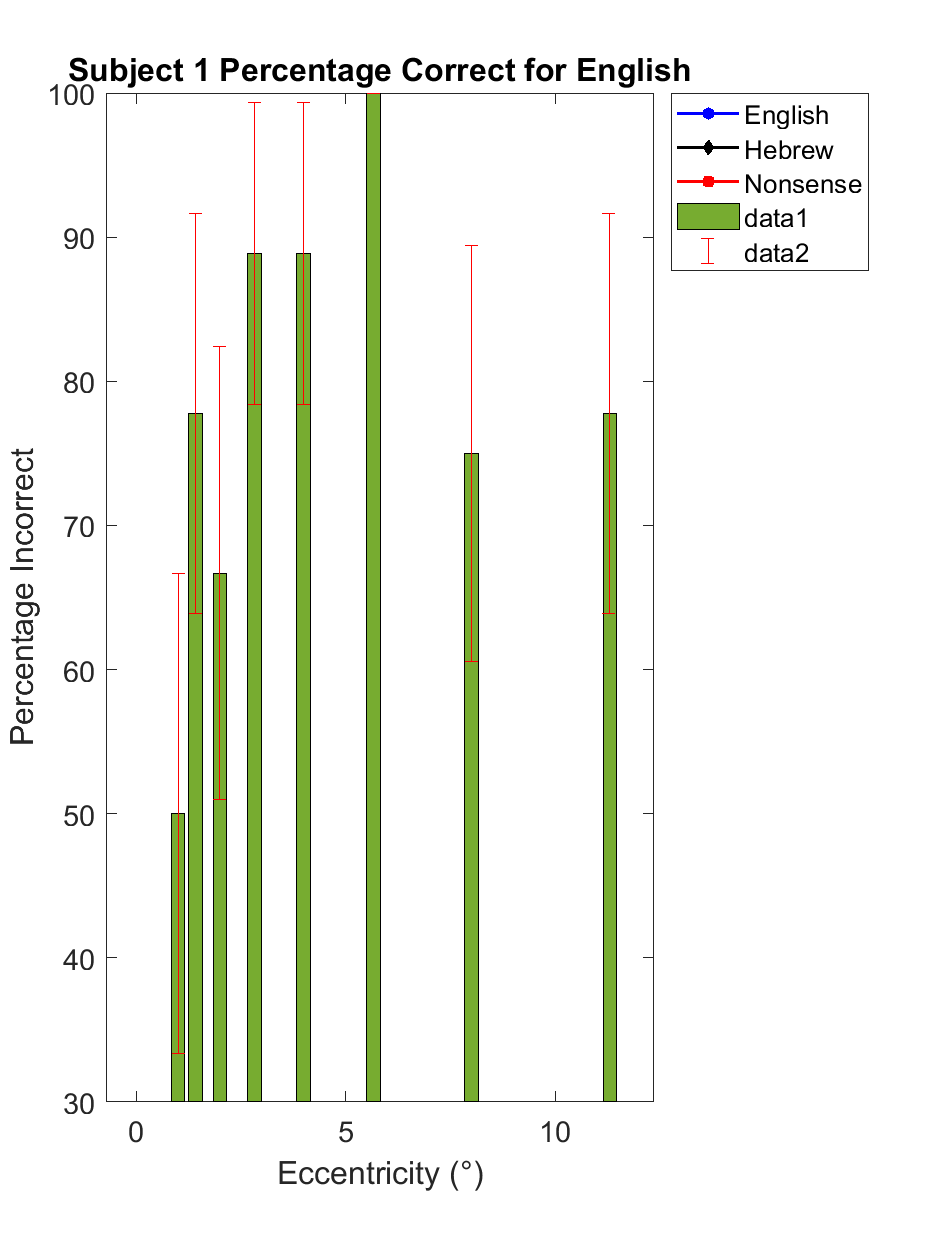 Subject 1 Percentage Correct for English
100
90
80
70
60
50
40
30
Percentage Incorrect
0 5 10
Eccentricity (°)
English
Hebrew
Nonsense
data1
data2